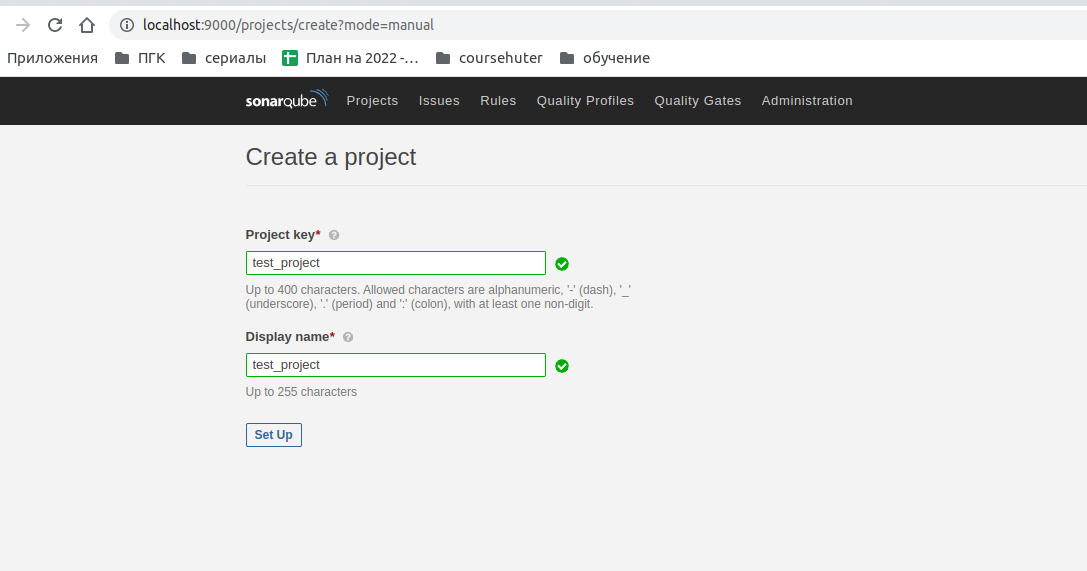 localhost:9000/projects/create?mode=manual
Приложения ПГК сериалы План на 2022 -... coursehuter обучение
sonarqube Projects Issues Rules Quality Profiles Quality Gates Administration
Create a project
Project key* ?
test_project
Up to 400 characters. Allowed characters are alphanumeric, '-' (dash), '_'
(underscore), '.' (period) and ':' (colon), with at least one non-digit.
Display name* ?
test_project
Up to 255 characters
Set Up